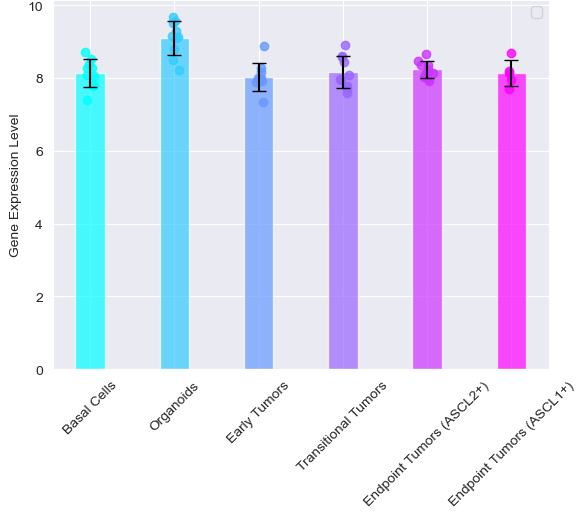 10
8
6
4
2
0
Gene Expression Level
Basal Cells
Organoids
Early Tumors
Transitional Tumors
Endpoint Tumors (ASCL2+)
Endpoint Tumors (ASCL1+)